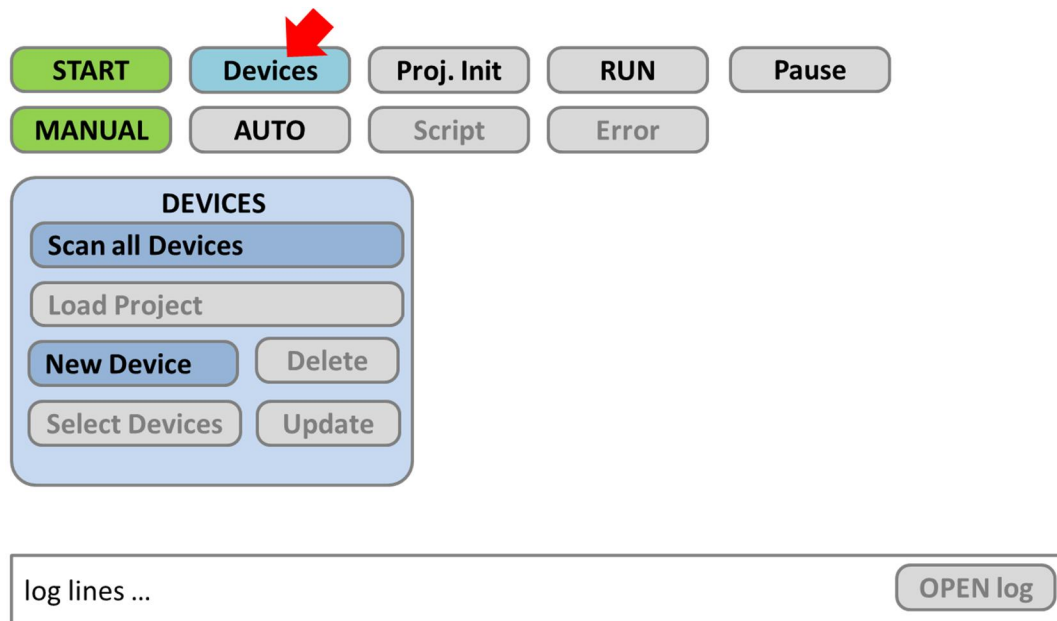 START Devices Proj. Init RUN Pause
MANUAL AUTO Script Error
DEVICES
Scan all Devices
Load Project
New Device Delete
Select Devices Update
log lines ... OPEN log